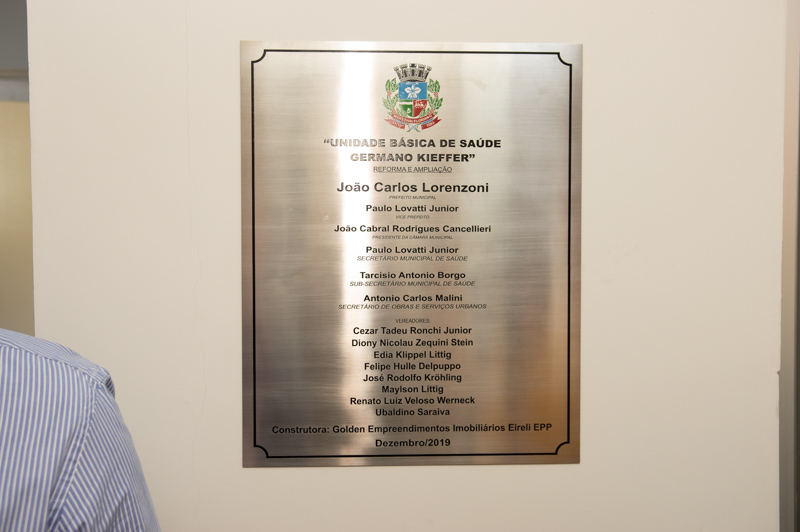 “UNIDADE BÁSICA DE SAÚDE
GERMANO KIEFFER”
REFORMA E AMPLIAÇÃO
João Carlos Lorenzoni
PREFEITO MUNICIPAL
Paulo Lovatti Junior
VICE PREFEITO
João Cabral Rodrigues Cancellieri
PRESIDENTE DA CÂMARA MUNICIPAL
Paulo Lovatti Junior
SECRETÁRIO MUNICIPAL DE SAÚDE
Tarcisio Antonio Borgo
SUB-SECRETÁRIO MUNICIPAL DE SAÚDE
Antonio Carlos Malini
SECRETÁRIO DE OBRAS E SERVIÇOS URBANOS
VEREADORES:
Cezar Tadeu Ronchi Junior
Diony Nicolau Zequini Stein
Edia Klippel Littig
Felipe Hulle Delpuppo
José Rodolfo Kröhling
Maylson Littig
Renato Luiz Veloso Werneck
Ubaldino Saraiva
Construtora: Golden Empreendimentos Imobiliários Eireli EPP
Dezembro/2019